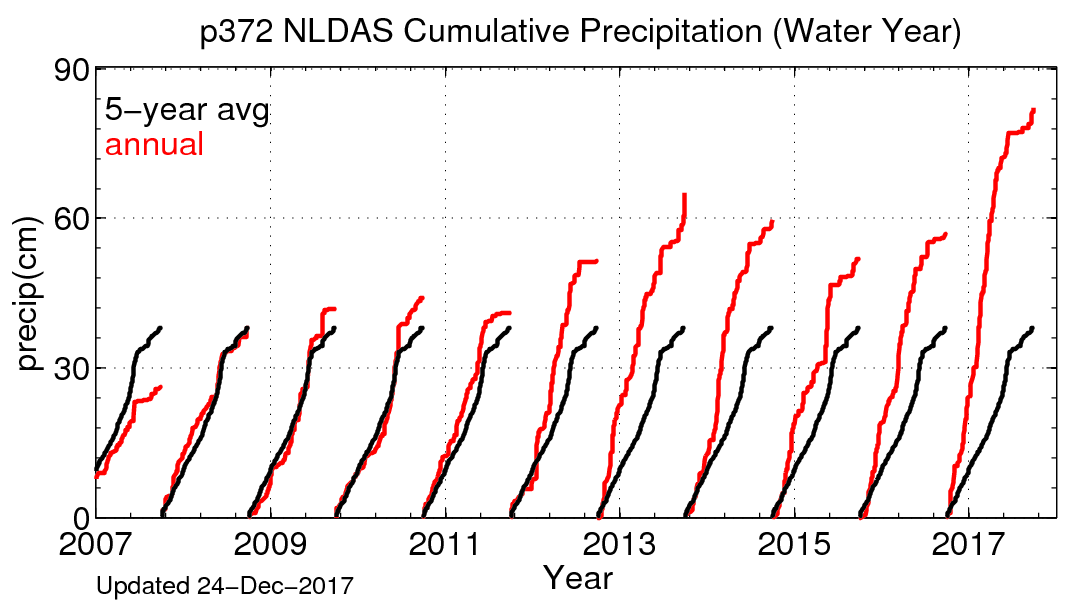 p372 NLDAS Cumulative Precipitation (Water Year)
90
5−year avg
annual
60
precip(cm)
30
0
2007 2009 2011 2013 2015 2017
Year
Updated 24−Dec−2017